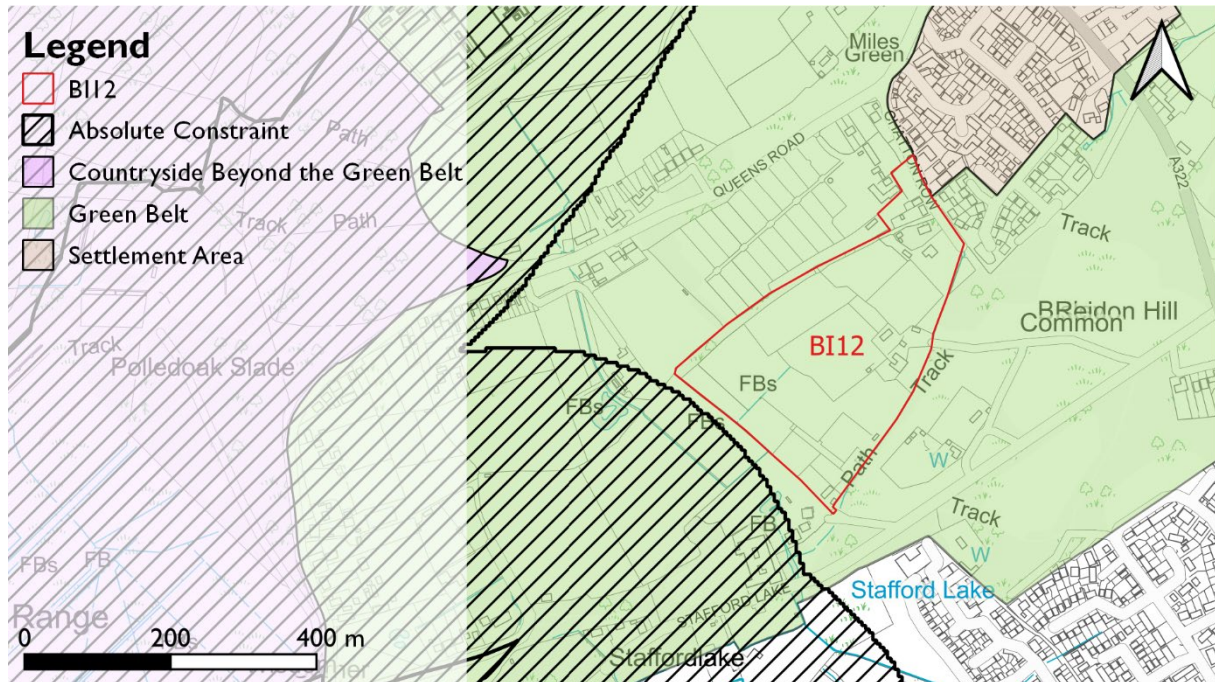 Legend
BI12
Absolute Constraint
Countryside Beyond the Green Belt
Green Belt
Settlement Area
Path
Track
Path
Track
Polledoak Slade
FBs
FB
Range
0 200 400 m
Miles
Green
QUEENS ROAD
A322
Track
Hill
Common
BI12
FBs
FBs
FBs
Track
Path
W
Track
FB
W
Stafford Lake
STAFFORD LAKE
Staffordlake